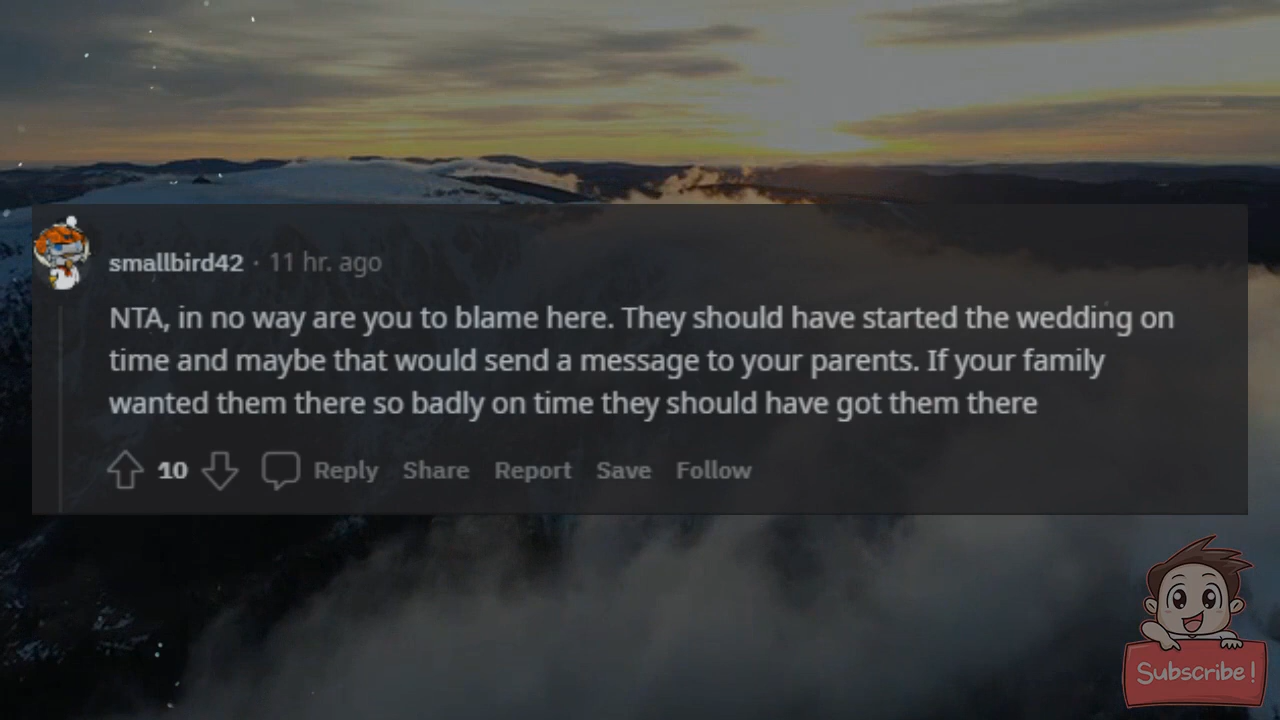 smallbird42 · 11 hr. ago
NTA, in no way are you to blame here. They should have started the wedding on
time and maybe that would send a message to your parents. If your family
wanted them there so badly on time they should have got them there
10 Reply Share Report Save Follow
Subscribe!